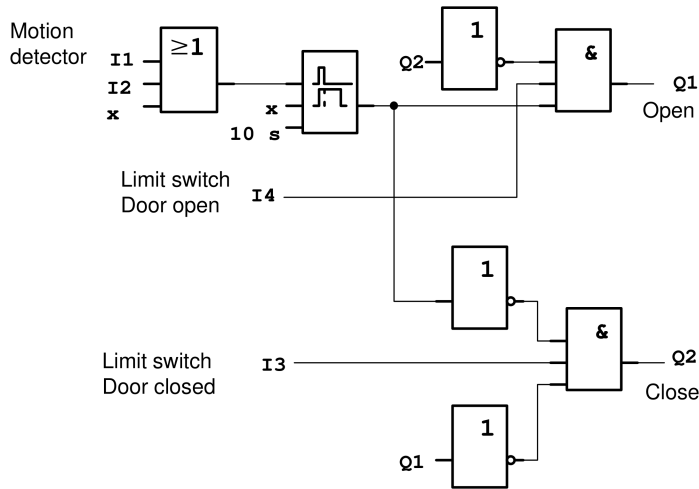 Motion
detector
I1
I2
x
≥1
x
10 s
Q2
1
&
Q1
Open
Limit switch
Door open
I4
1
Limit switch
Door closed
I3
&
Q2
Close
1
Q1